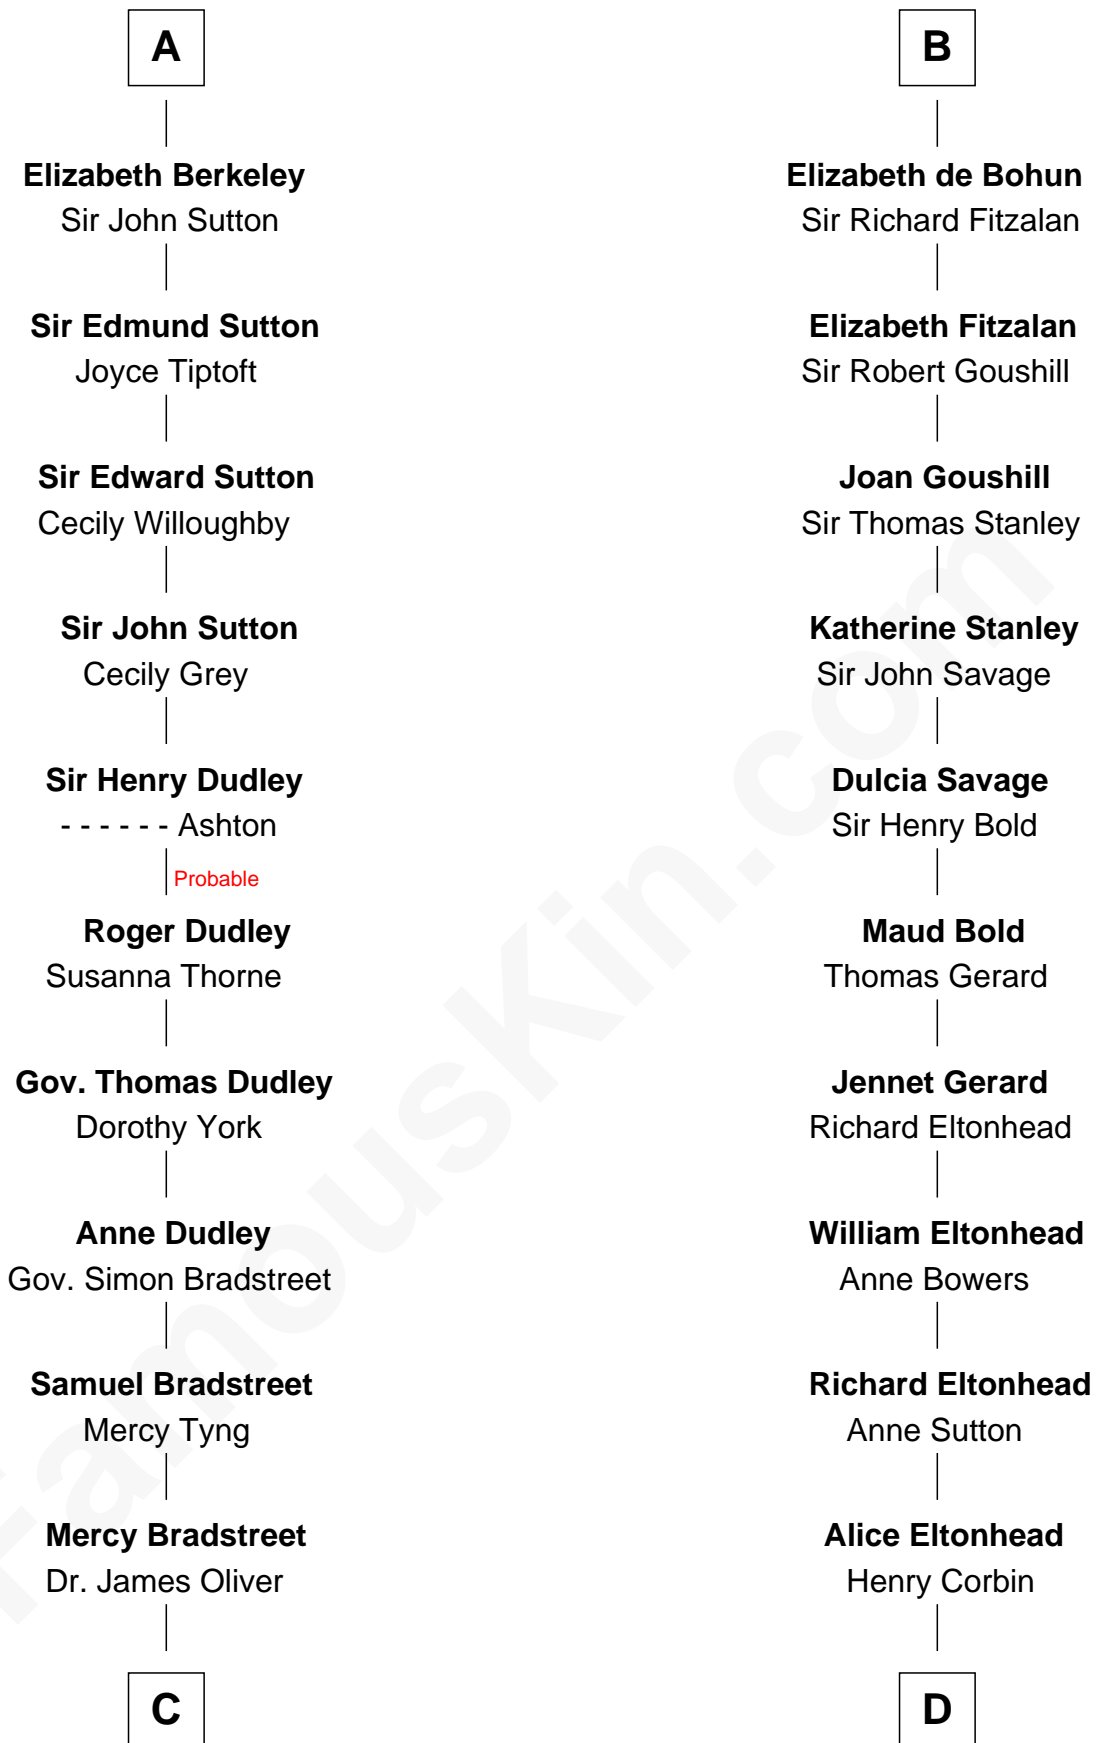 A
Elizabeth Berkeley
Sir John Sutton
Sir Edmund Sutton
Joyce Tiptoft
Sir Edward Sutton
Cecily Willoughby
Sir John Sutton
Cecily Grey
Sir Henry Dudley
- - - - - - Ashton
Probable
Roger Dudley
Susanna Thorne
Gov. Thomas Dudley
Dorothy York
Anne Dudley
Gov. Simon Bradstreet
Samuel Bradstreet
Mercy Tyng
Mercy Bradstreet
Dr. James Oliver
C
B
Elizabeth de Bohun
Sir Richard Fitzalan
Elizabeth Fitzalan
Sir Robert Goushill
Joan Goushill
Sir Thomas Stanley
Katherine Stanley
Sir John Savage
Dulcia Savage
Sir Henry Bold
Maud Bold
Thomas Gerard
Jennet Gerard
Richard Eltonhead
William Eltonhead
Anne Bowers
Richard Eltonhead
Anne Sutton
Alice Eltonhead
Henry Corbin
D
FamousKin.com